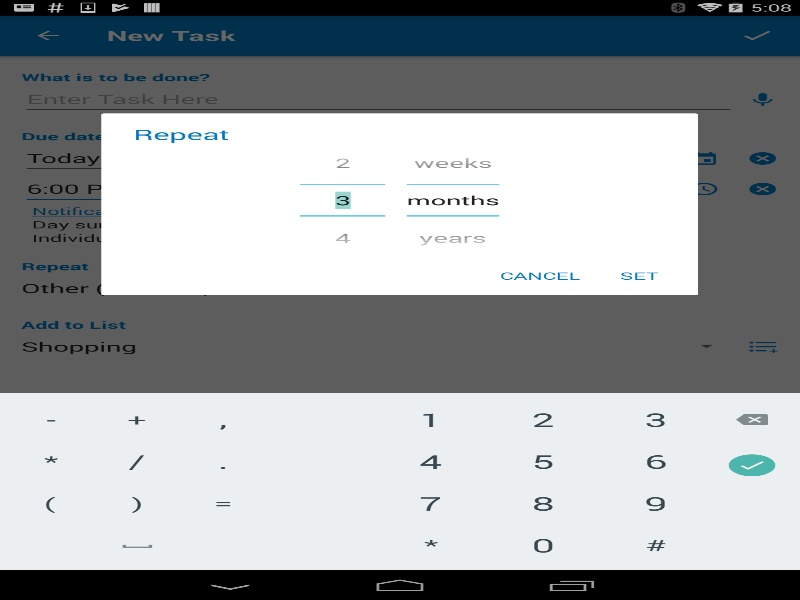 5:08
New Task
What is to be done?
Enter Task Here
Due date
Today
6:00 P
Notifica
Day su
Individu
Repeat
2 weeks
3 months
4 years
CANCEL SET
Repeat
Other (
Add to List
Shopping
- + , 1 2 3
* / . 4 5 6
( ) = 7 8 9
* 0 #